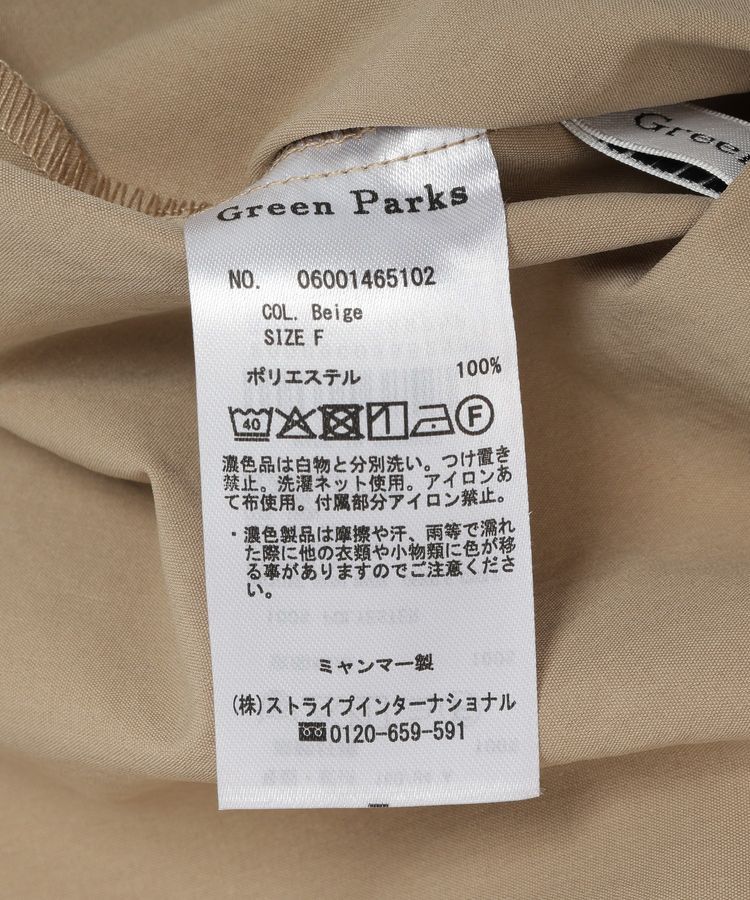 Green Parks
Green
NO. 06001465102
COL. Beige
SIZE F
ポリエステル 100%
40 F
濃色品は白物と分別洗い。つけ置き
禁止。洗濯ネット使用。アイロンあ
て布使用。付属部分アイロン禁止。
・濃色製品は摩擦や汗、雨等で濡れ
た際に他の衣類や小物類に色が移
る事がありますのでご注意くださ
い。
ミャンマー製
(株)ストライプインターナショナル
0120-659-591